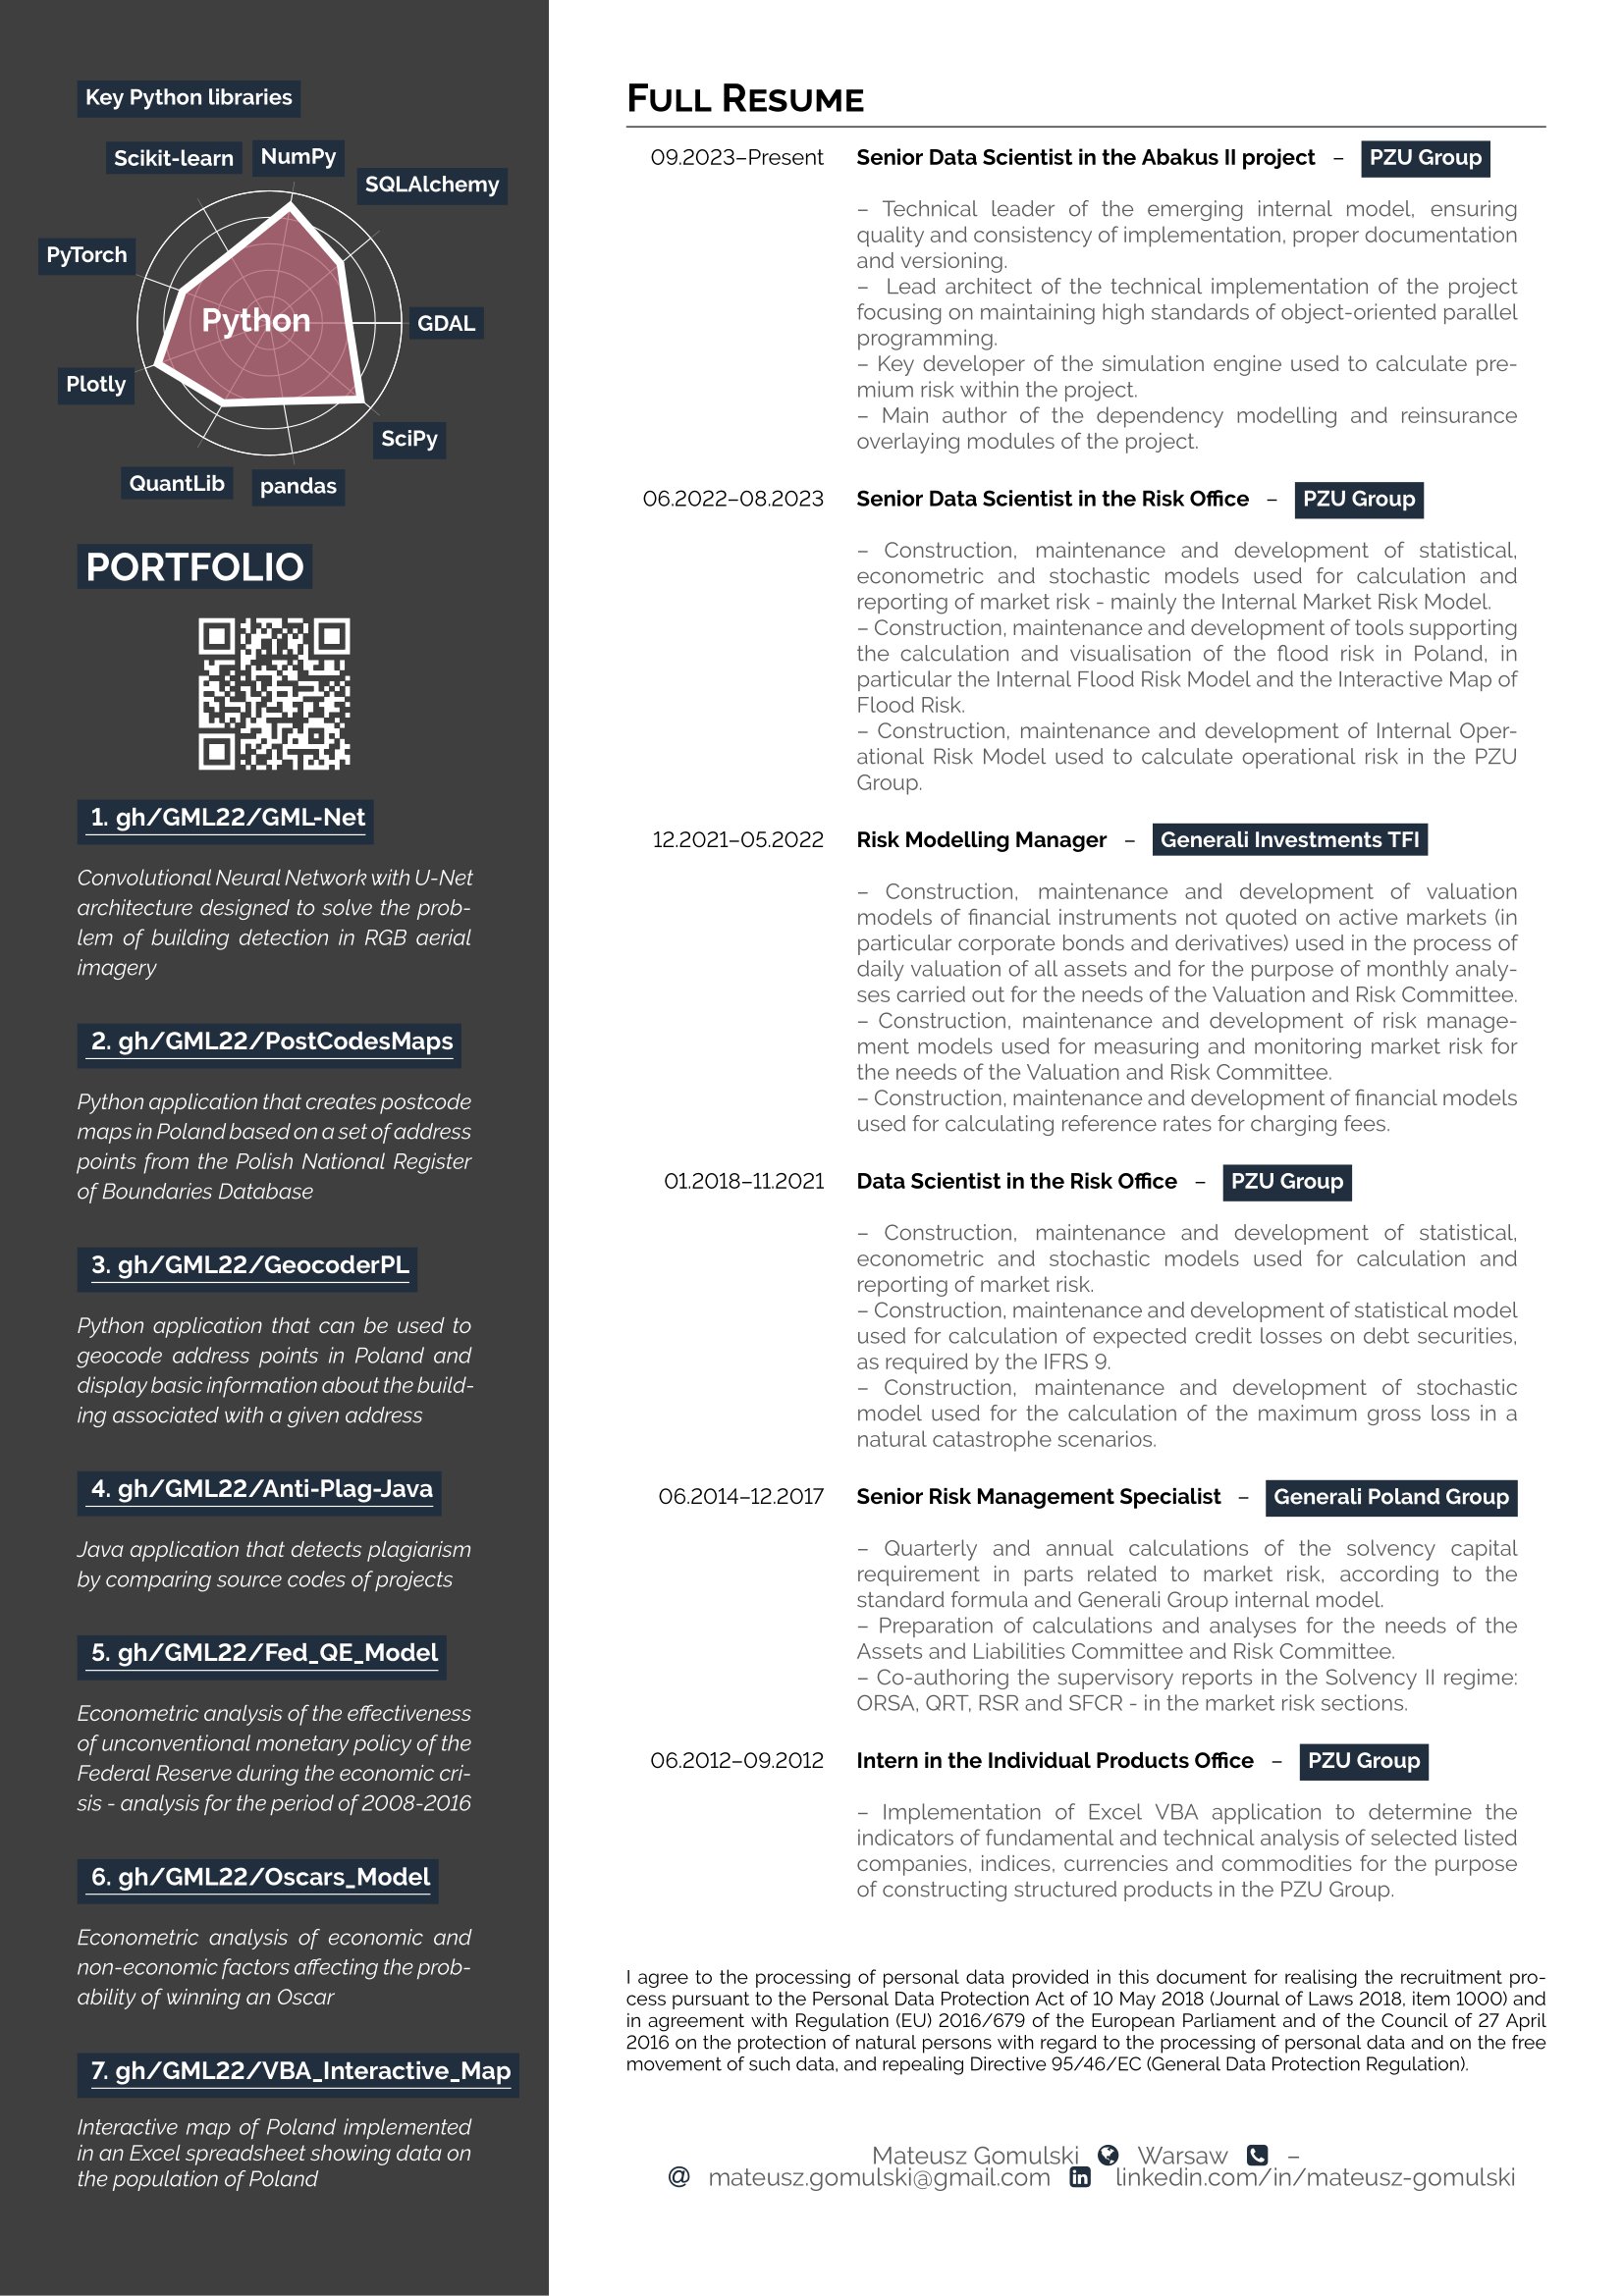 Key Python libraries
Scikit-learn
NumPy
SQLAlchemy
PyTorch
Python
GDAL
Plotly
SciPy
QuantLib
pandas
PORTFOLIO
1. gh/GML22/GML-Net
Convolutional Neural Network with U-Net
architecture designed to solve the prob-
lem of building detection in RGB aerial
imagery
2. gh/GML22/PostCodesMaps
Python application that creates postcode
maps in Poland based on a set of address
points from the Polish National Register
of Boundaries Database
3. gh/GML22/GeocoderPL
Python application that can be used to
geocode address points in Poland and
display basic information about the build-
ing associated with a given address
4. gh/GML22/Anti-Plag-Java
Java application that detects plagiarism
by comparing source codes of projects
5. gh/GML22/Fed_QE_Model
Econometric analysis of the effectiveness
of unconventional monetary policy of the
Federal Reserve during the economic cri-
sis - analysis for the period of 2008-2016
6. gh/GML22/Oscars_Model
Econometric analysis of economic and
non-economic factors affecting the prob-
ability of winning an Oscar
7. gh/GML22/VBA_Interactive_Map
Interactive map of Poland implemented
in an Excel spreadsheet showing data on
the population of Poland
FULL RESUME
09.2023–Present Senior Data Scientist in the Abakus II project – PZU Group
– Technical leader of the emerging internal model, ensuring
quality and consistency of implementation, proper documentation
and versioning.
– Lead architect of the technical implementation of the project
focusing on maintaining high standards of object-oriented parallel
programming.
– Key developer of the simulation engine used to calculate pre-
mium risk within the project.
– Main author of the dependency modelling and reinsurance
overlaying modules of the project.
06.2022–08.2023 Senior Data Scientist in the Risk Office – PZU Group
– Construction, maintenance and development of statistical,
econometric and stochastic models used for calculation and
reporting of market risk - mainly the Internal Market Risk Model.
– Construction, maintenance and development of tools supporting
the calculation and visualisation of the flood risk in Poland, in
particular the Internal Flood Risk Model and the Interactive Map of
Flood Risk.
– Construction, maintenance and development of Internal Oper-
ational Risk Model used to calculate operational risk in the PZU
Group.
12.2021–05.2022 Risk Modelling Manager – Generali Investments TFI
– Construction, maintenance and development of valuation
models of financial instruments not quoted on active markets (in
particular corporate bonds and derivatives) used in the process of
daily valuation of all assets and for the purpose of monthly analy-
ses carried out for the needs of the Valuation and Risk Committee.
– Construction, maintenance and development of risk manage-
ment models used for measuring and monitoring market risk for
the needs of the Valuation and Risk Committee.
– Construction, maintenance and development of financial models
used for calculating reference rates for charging fees.
01.2018–11.2021 Data Scientist in the Risk Office – PZU Group
– Construction, maintenance and development of statistical,
econometric and stochastic models used for calculation and
reporting of market risk.
– Construction, maintenance and development of statistical model
used for calculation of expected credit losses on debt securities,
as required by the IFRS 9.
– Construction, maintenance and development of stochastic
model used for the calculation of the maximum gross loss in a
natural catastrophe scenarios.
06.2014–12.2017 Senior Risk Management Specialist – Generali Poland Group
– Quarterly and annual calculations of the solvency capital
requirement in parts related to market risk, according to the
standard formula and Generali Group internal model.
– Preparation of calculations and analyses for the needs of the
Assets and Liabilities Committee and Risk Committee.
– Co-authoring the supervisory reports in the Solvency II regime:
ORSA, QRT, RSR and SFCR - in the market risk sections.
06.2012–09.2012 Intern in the Individual Products Office – PZU Group
– Implementation of Excel VBA application to determine the
indicators of fundamental and technical analysis of selected listed
companies, indices, currencies and commodities for the purpose
of constructing structured products in the PZU Group.
I agree to the processing of personal data provided in this document for realising the recruitment pro-
cess pursuant to the Personal Data Protection Act of 10 May 2018 (Journal of Laws 2018, item 1000) and
in agreement with Regulation (EU) 2016/679 of the European Parliament and of the Council of 27 April
2016 on the protection of natural persons with regard to the processing of personal data and on the free
movement of such data, and repealing Directive 95/46/EC (General Data Protection Regulation).
Mateusz Gomulski Warsaw –
@ mateusz.gomulski@gmail.com in linkedin.com/in/mateusz-gomulski